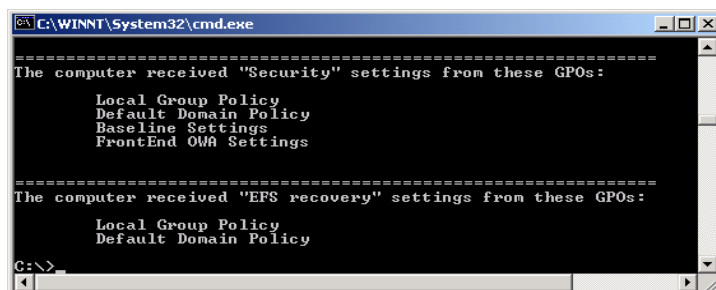 C:\WINNT\System32\cmd.exe
===============================================================
The computer received "Security" settings from these GPOs:
Local Group Policy
Default Domain Policy
Baseline Settings
FrontEnd OWA Settings
===============================================================
The computer received "EFS recovery" settings from these GPOs:
Local Group Policy
Default Domain Policy
C:\>_